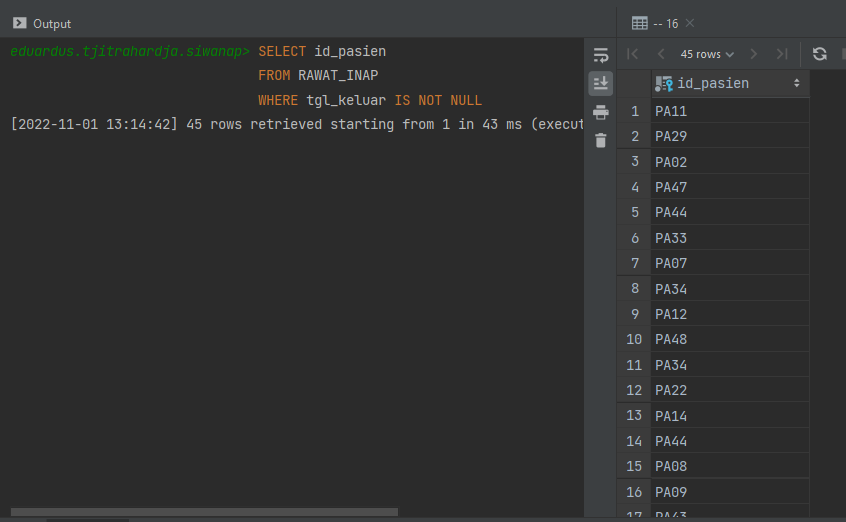 Output
eduardus.tjitrahardja.siwanap> SELECT id_pasien
FROM RAWAT_INAP
WHERE tgl_keluar IS NOT NULL
[2022-11-01 13:14:42] 45 rows retrieved starting from 1 in 43 ms (execut
-- 16
45 rows
id_pasien
1 PA11
2 PA29
3 PA02
4 PA47
5 PA44
6 PA33
7 PA07
8 PA34
9 PA12
10 PA48
11 PA34
12 PA22
13 PA14
14 PA44
15 PA08
16 PA09
17 PA43